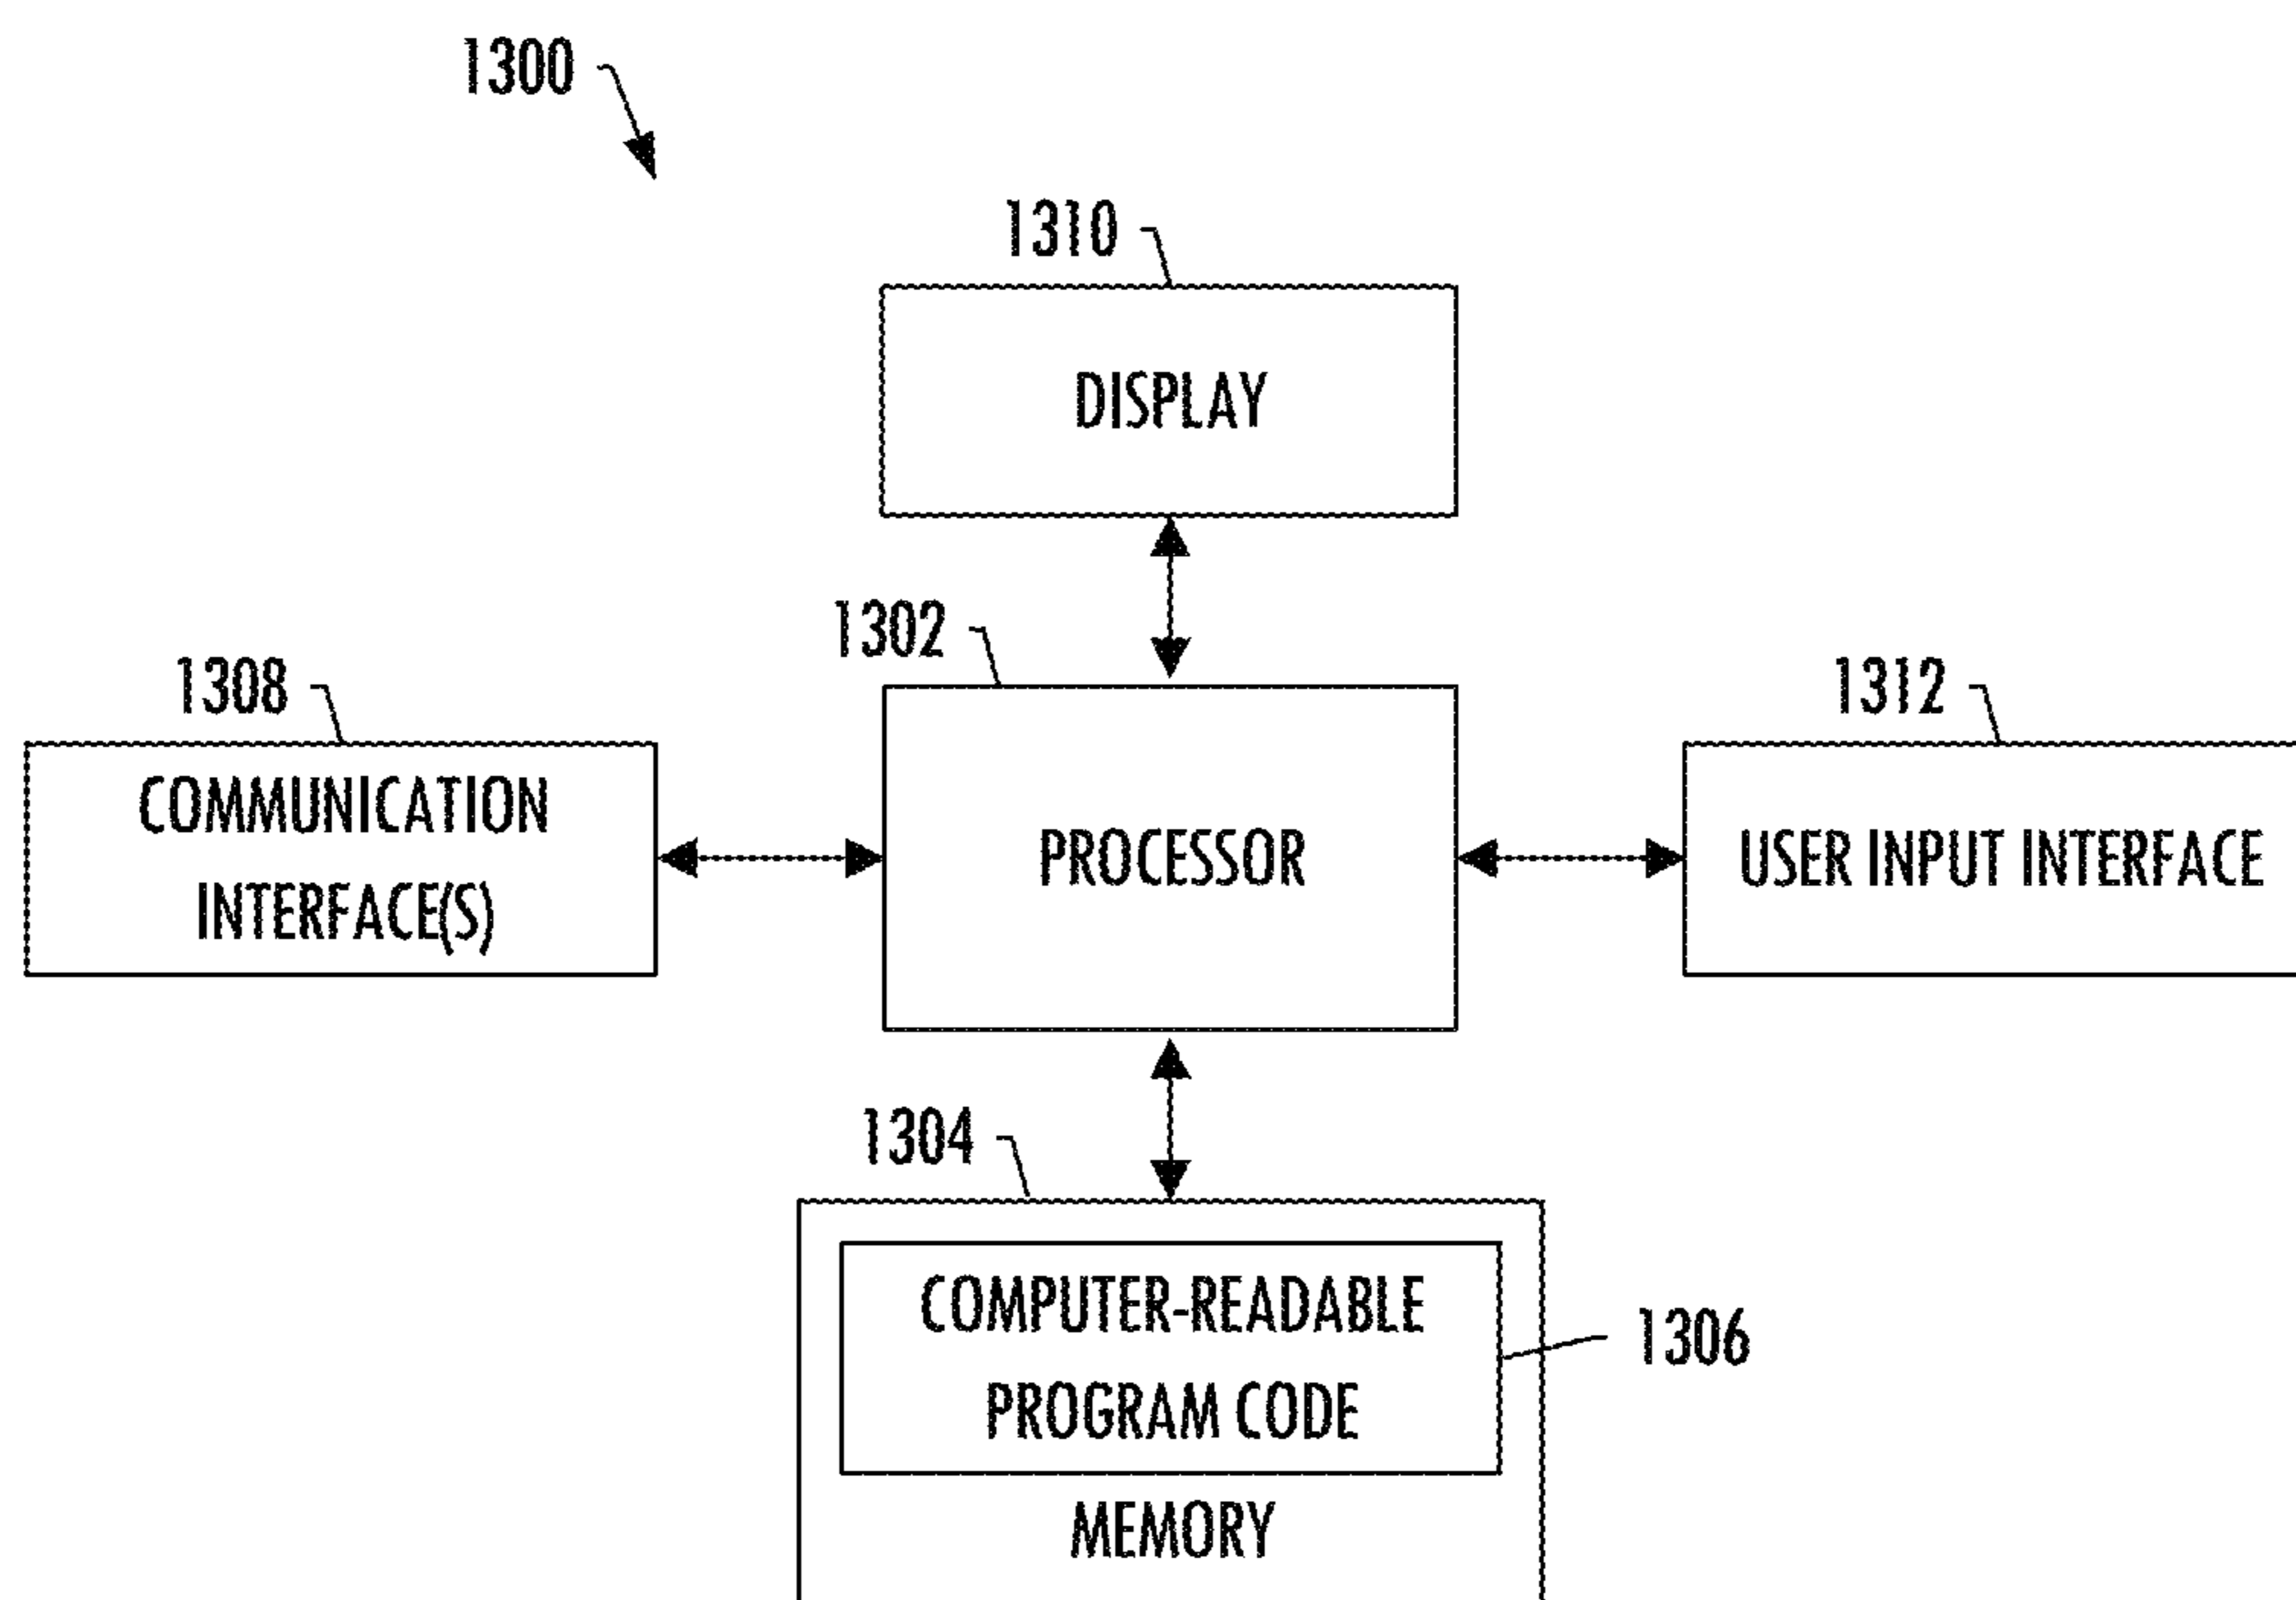 1300
1310
DISPLAY
1302
1308
1312
COMMUNICATION
INTERFACE(S)
PROCESSOR
USER INPUT INTERFACE
1304
COMPUTER-READABLE
PROGRAM CODE
1306
MEMORY